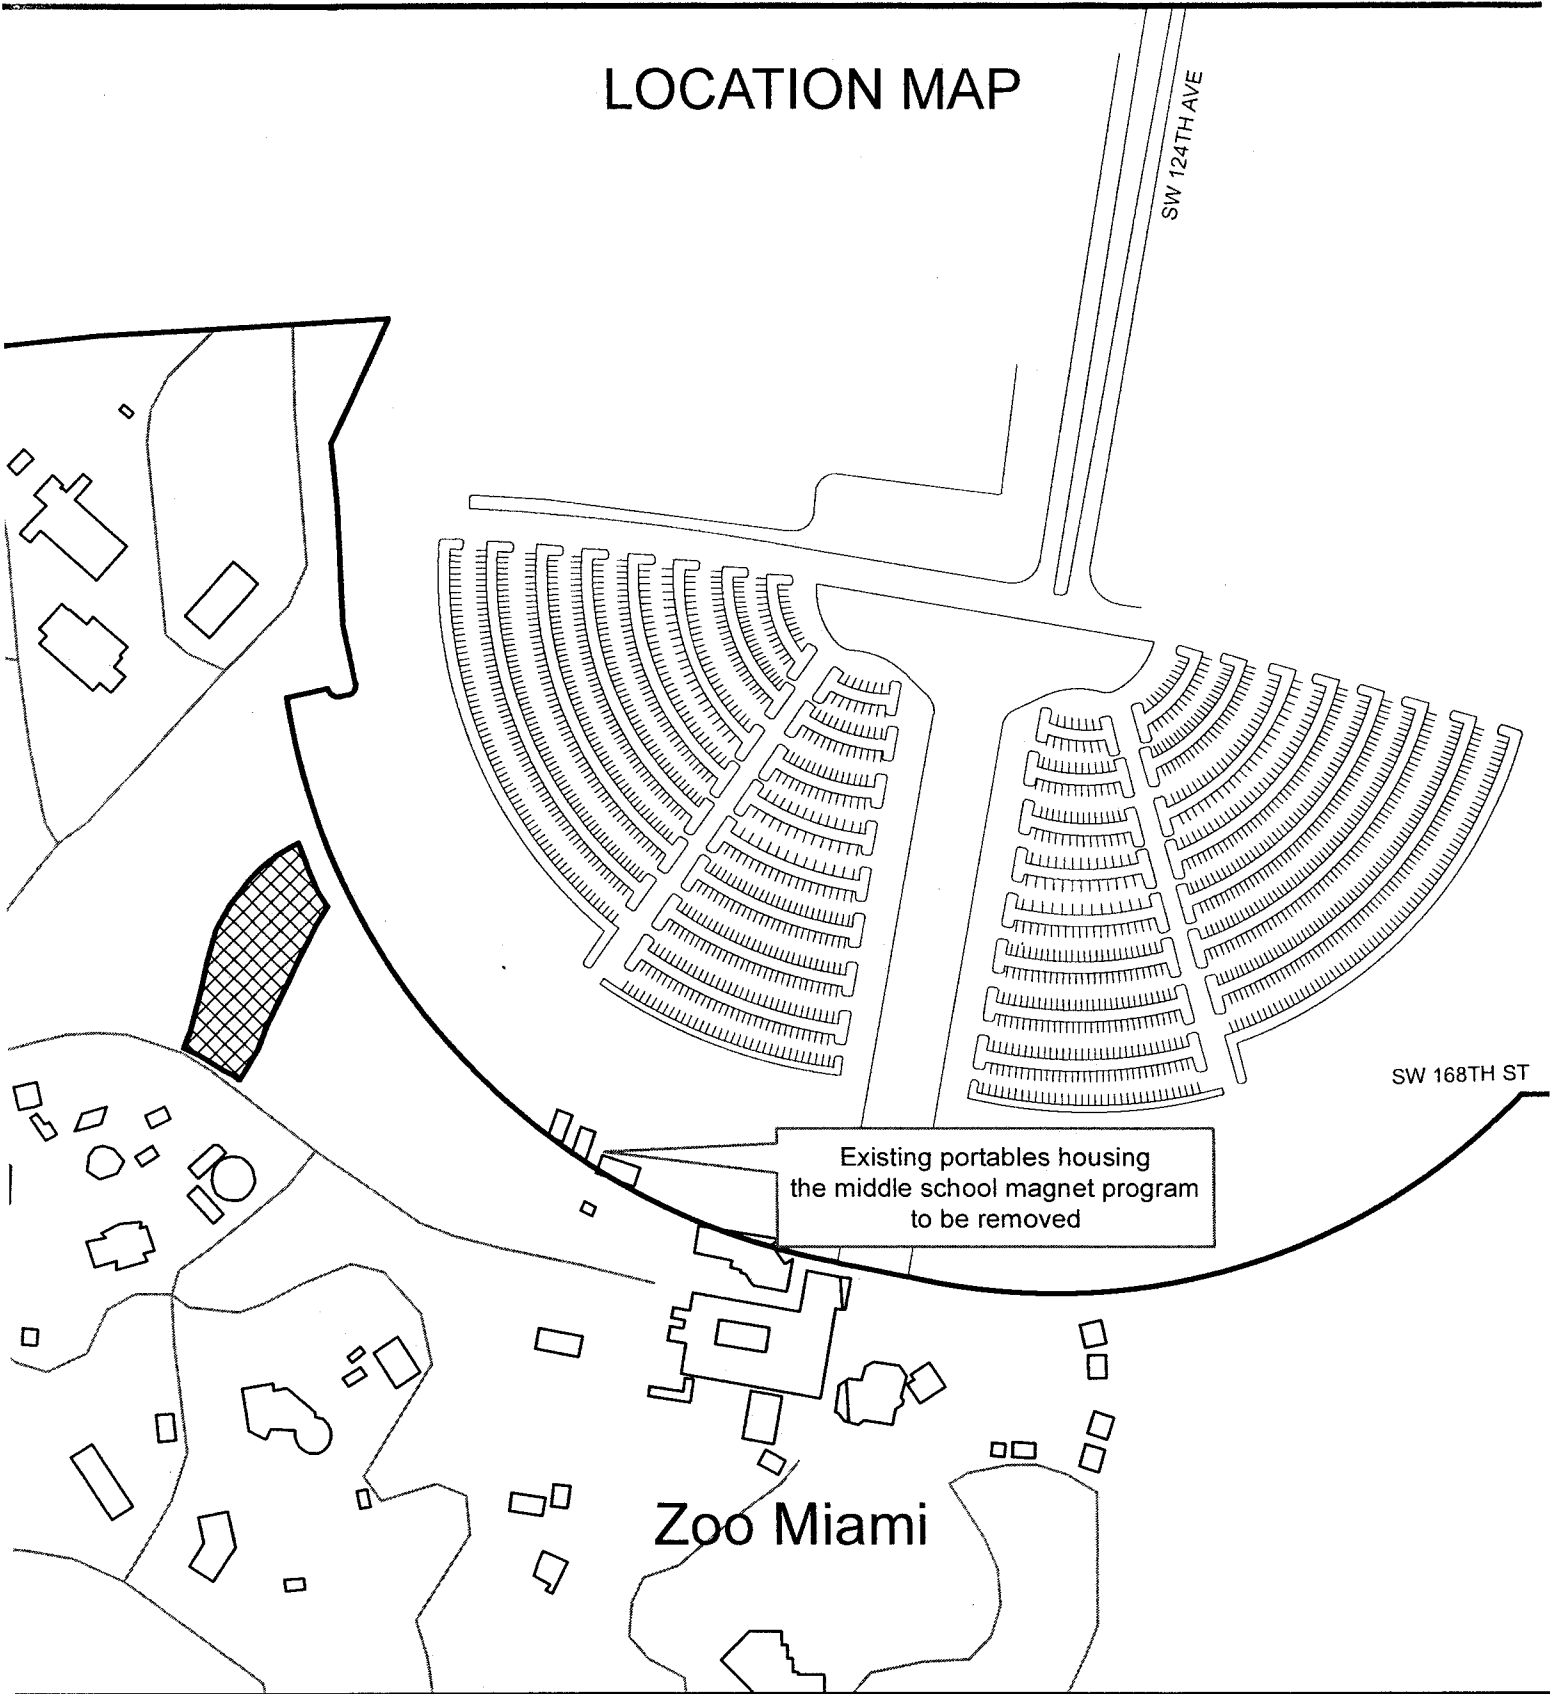 LOCATION MAP
SW 124TH AVE
SW 168TH ST
Existing portables housing
the middle school magnet program
to be removed
Zoo Miami